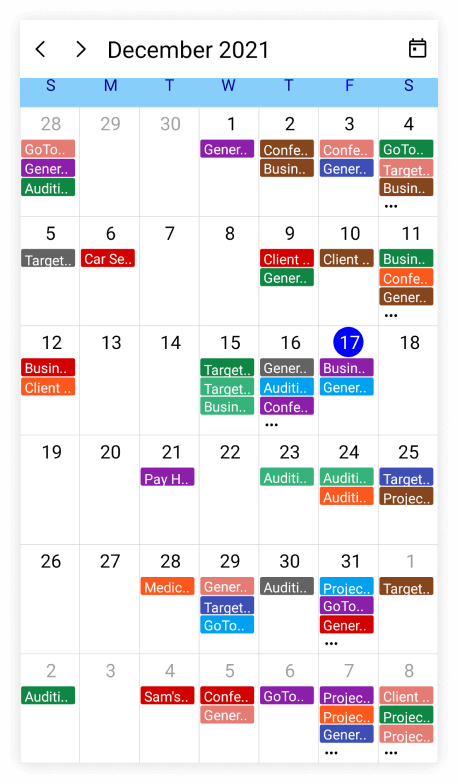 December 2021
S M T W T F S
28 29 30 1 2 3 4
GoTo.. Gener.. Confe.. Confe.. GoTo..
Gener.. Busin.. Gener.. Target..
Auditi.. Busin..
...
5 6 7 8 9 10 11
Target.. Car Se.. Client .. Client .. Busin..
Gener.. Confe..
Gener..
...
12 13 14 15 16 17 18
Busin.. Target.. Gener.. Busin..
Client .. Target.. Auditi.. Gener..
Busin.. Confe..
...
19 20 21 22 23 24 25
Pay H.. Auditi.. Auditi.. Target..
Auditi.. Projec..
26 27 28 29 30 31 1
Medic.. Gener.. Auditi.. Projec.. Target..
Target.. GoTo..
GoTo.. Gener..
...
2 3 4 5 6 7 8
Auditi.. Sam's.. Confe.. GoTo.. Projec.. Client ..
Gener.. Projec.. Projec..
Gener.. Projec..
... ...